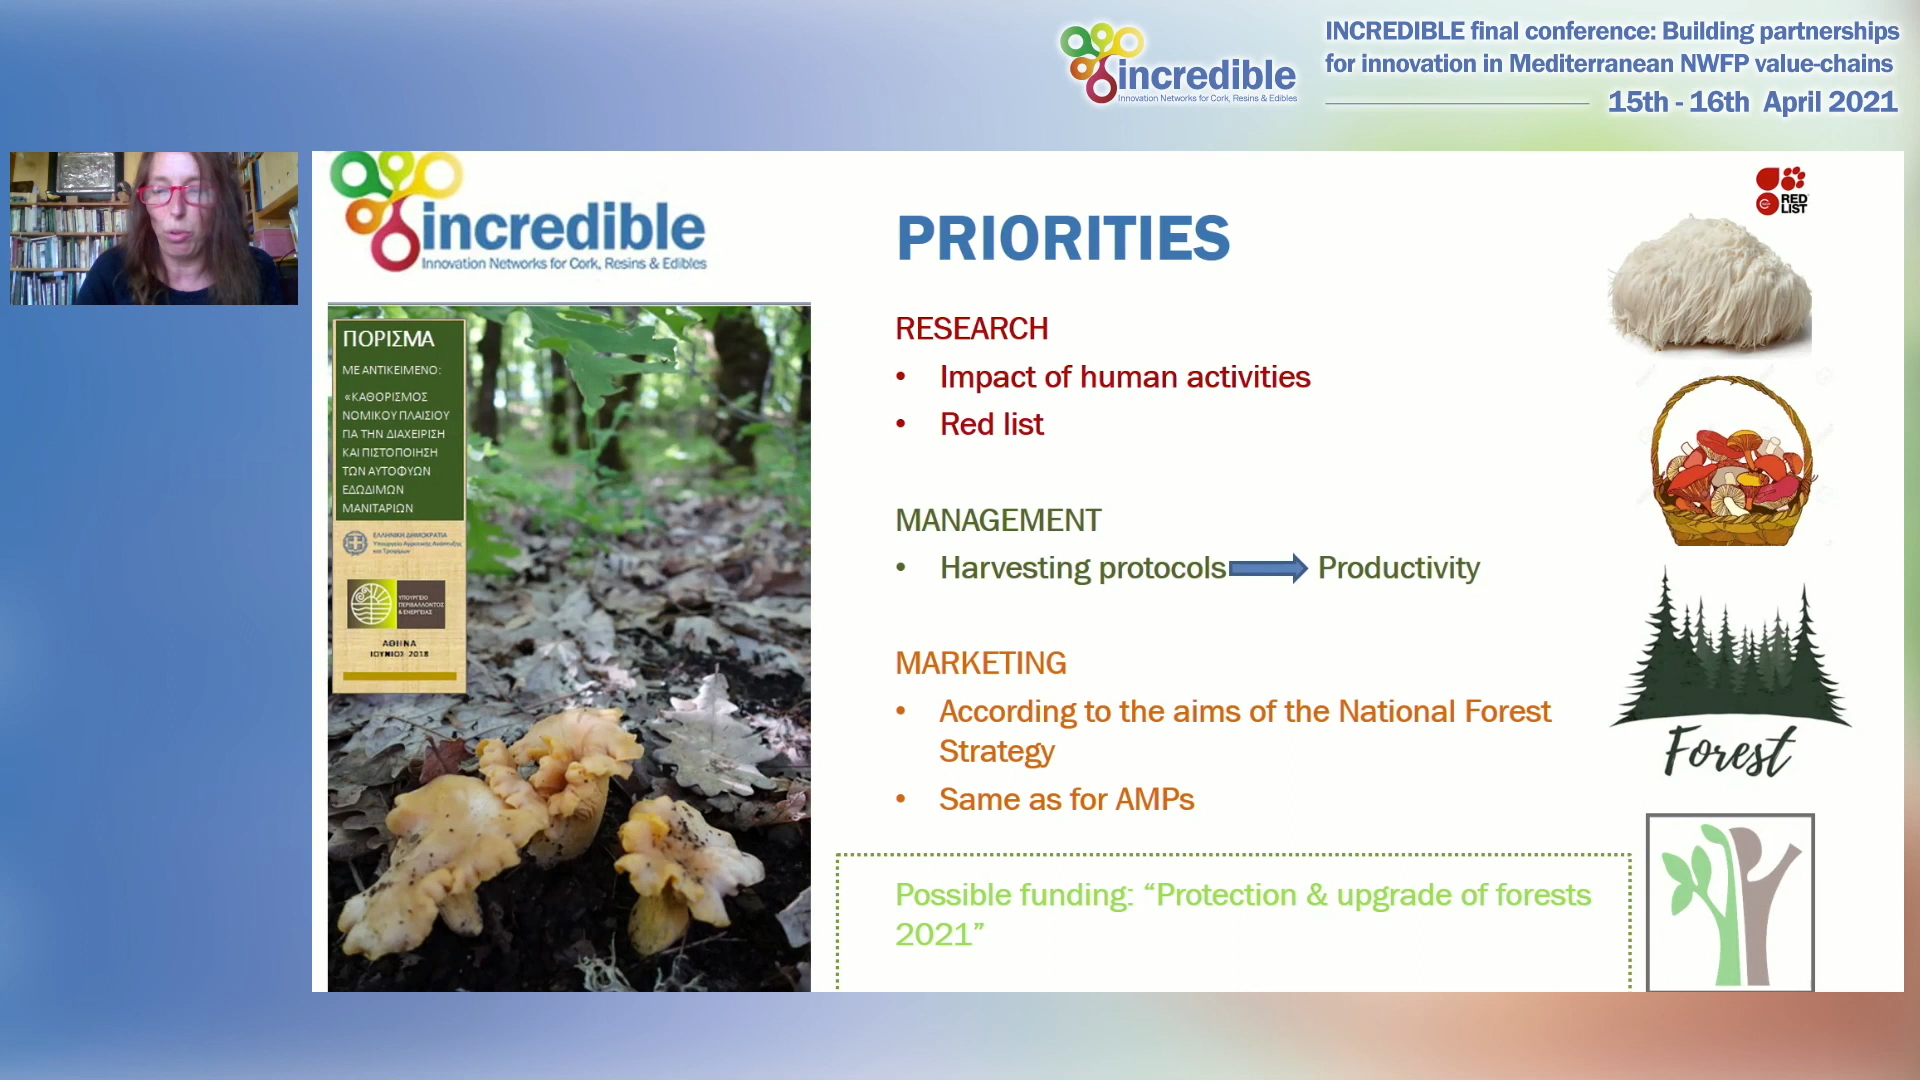 incredible
Innovation Networks for Cork, Resins & Edibles
INCREDIBLE final conference: Building partnerships
for innovation in Mediterranean NWFP value-chains
15th - 16th April 2021
incredible
Innovation Networks for Cork, Resins & Edibles
ΠΟΡΙΣΜΑ
ΜΕ ΑΝΤΙΚΕΙΜΕΝΟ:
«ΚΑΘΟΡΙΣΜΟΣ
ΝΟΜΙΚΟΥ ΠΛΑΙΣΙΟΥ
ΓΙΑ ΤΗΝ ΔΙΑΧΕΙΡΙΣΗ
ΚΑΙ ΠΙΣΤΟΠΟΙΗΣΗ
ΤΩΝ ΑΥΤΟΦΥΩΝ
ΕΔΩΔΙΜΩΝ
ΜΑΝΙΤΑΡΙΩΝ
ΕΛΛΗΝΙΚΗ ΔΗΜΟΚΡΑΤΙΑ
Υπουργείο Αγροτικής Ανάπτυξης
και Τροφίμων
ΥΠΟΥΡΓΕΙΟ
ΠΕΡΙΒΑΛΛΟΝΤΟΣ
& ΕΝΕΡΓΕΙΑΣ
ΑΘΗΝΑ
ΙΟΥΝΙΟΣ 2018
PRIORITIES
RESEARCH
• Impact of human activities
• Red list
MANAGEMENT
• Harvesting protocols Productivity
MARKETING
• According to the aims of the National Forest
Strategy
• Same as for AMPs
Possible funding: “Protection & upgrade of forests
2021”
RED
LIST
Forest